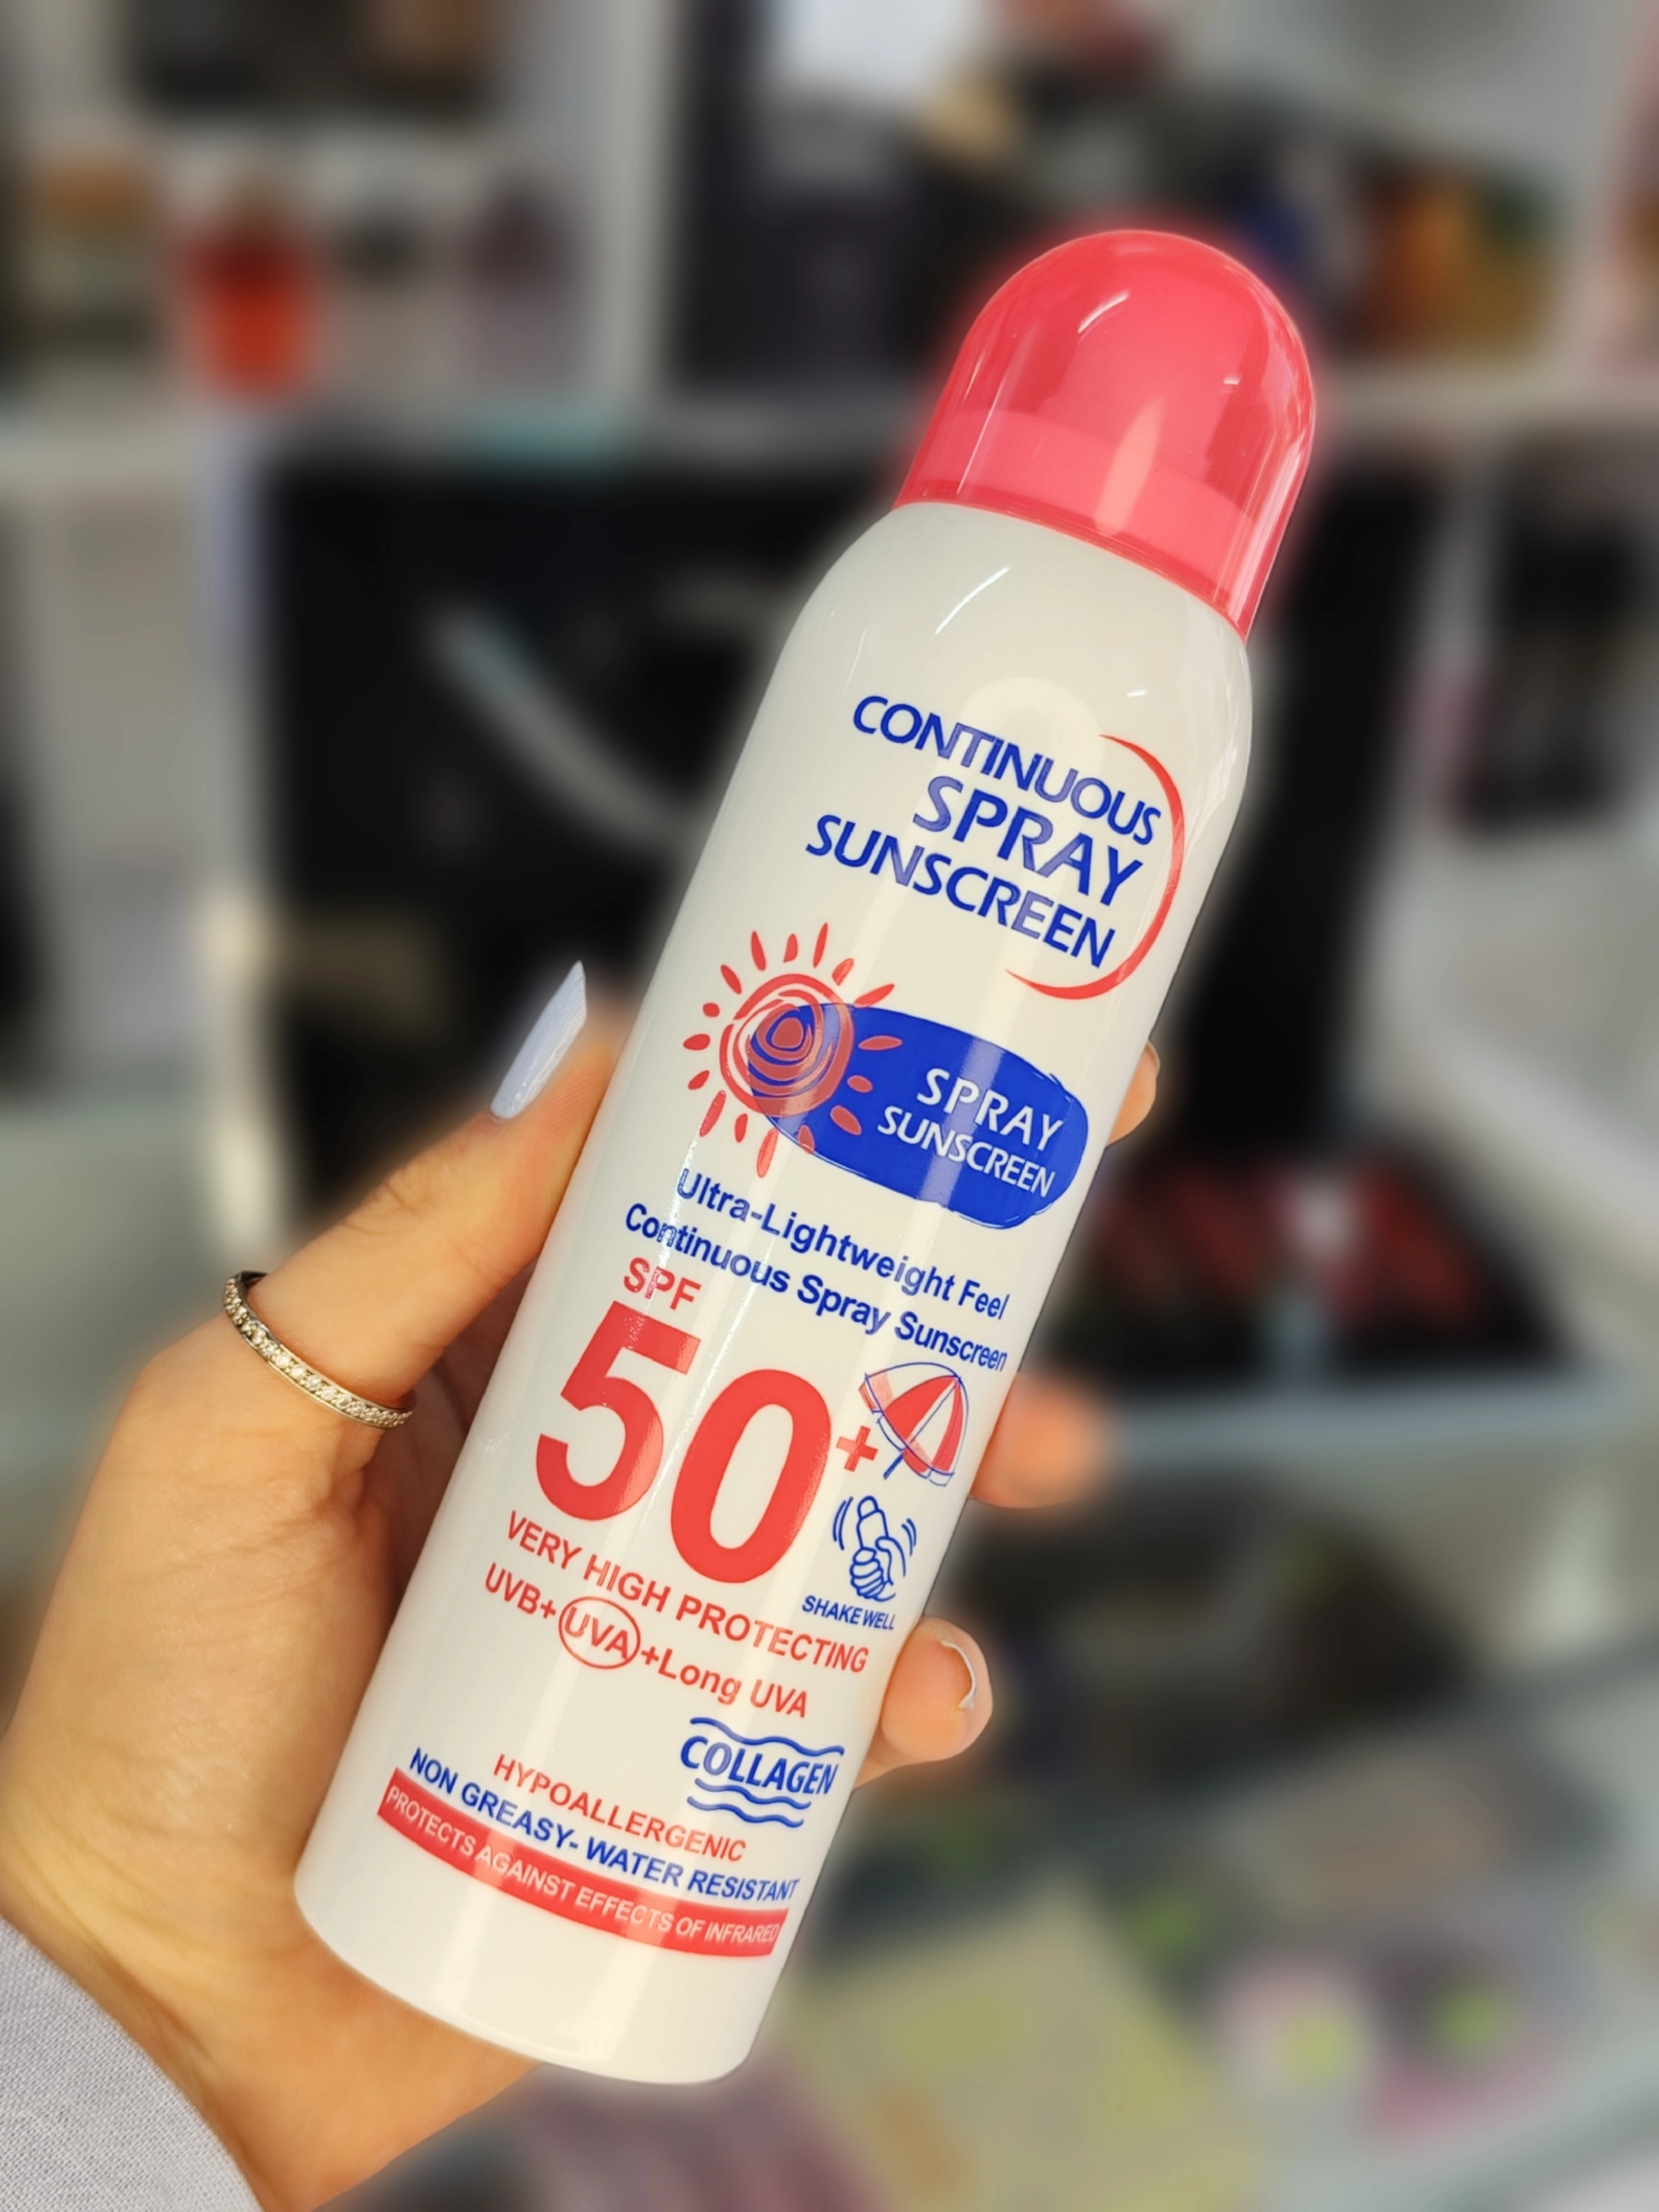 CONTINUOUS
SPRAY
SUNSCREEN
SPRAY
SUNSCREEN
Ultra-Lightweight Feel
Continuous Spray Sunscreen
SPF
50+
SHAKE WELL
VERY HIGH PROTECTING
UVB+UVA+Long UVA
COLLAGEN
HYPOALLERGENIC
NON GREASY- WATER RESISTANT
PROTECTS AGAINST EFFECTS OF INFRARED